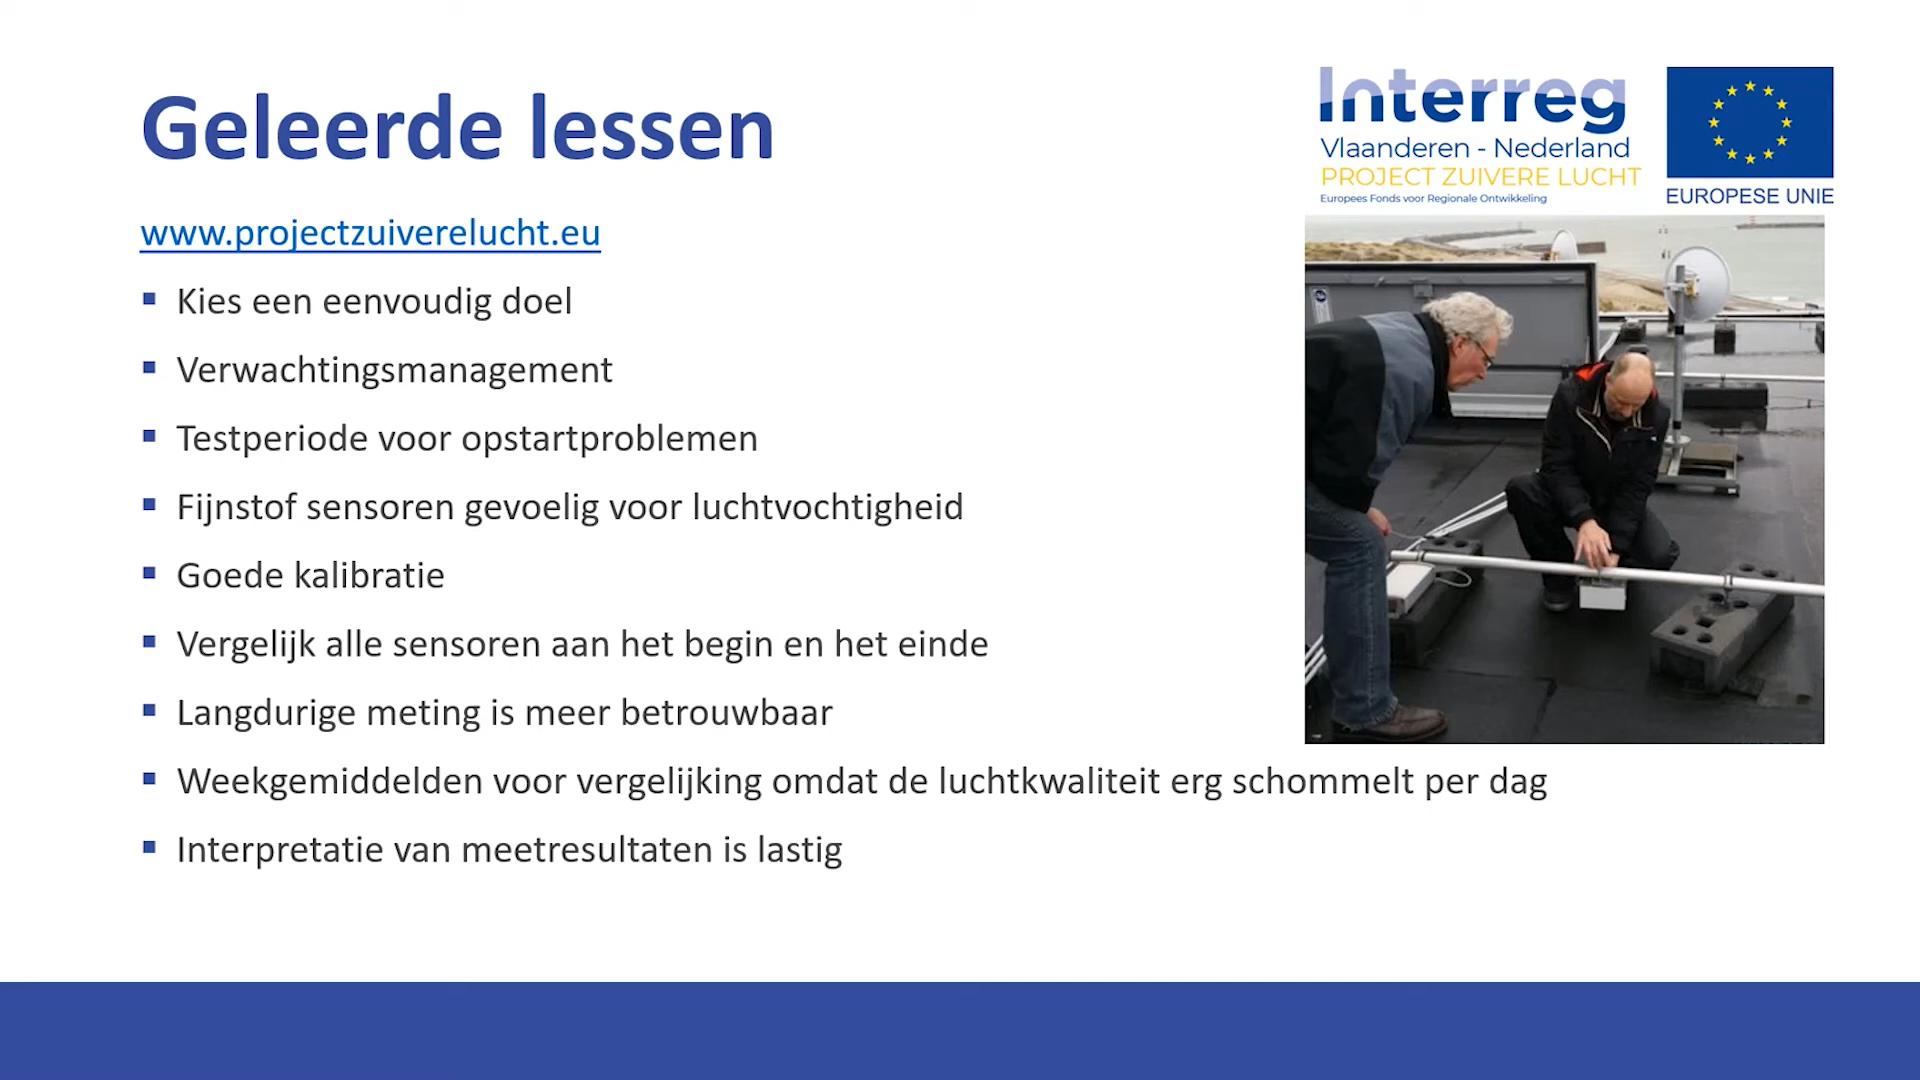 Geleerde lessen
Interreg
Vlaanderen - Nederland
PROJECT ZUIVERE LUCHT
Europees Fonds voor Regionale Ontwikkeling
EUROPESE UNIE
www.projectzuiverelucht.eu
Kies een eenvoudig doel
Verwachtingsmanagement
Testperiode voor opstartproblemen
Fijnstof sensoren gevoelig voor luchtvochtigheid
Goede kalibratie
Vergelijk alle sensoren aan het begin en het einde
Langdurige meting is meer betrouwbaar
Weekgemiddelden voor vergelijking omdat de luchtkwaliteit erg schommelt per dag
Interpretatie van meetresultaten is lastig